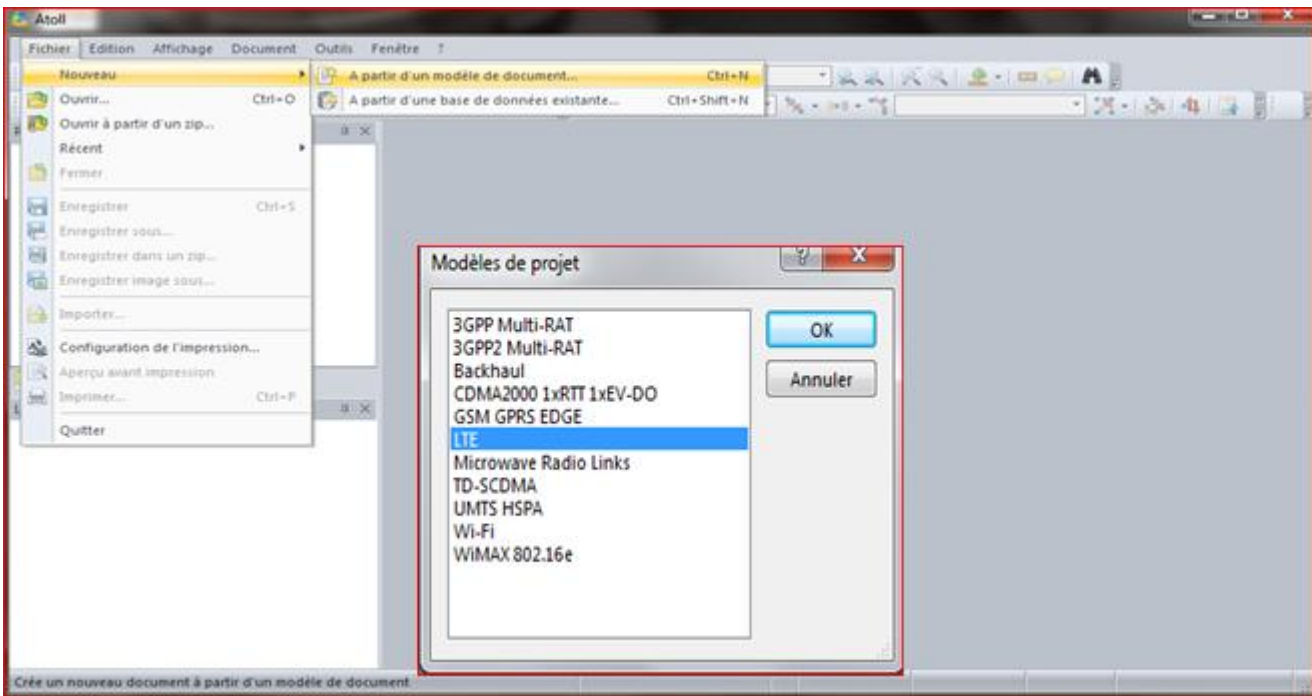 Atoll
Fichier Edition Affichage Document Outils Fenêtre ?
Nouveau
A partir d'un modèle de document... Ctrl+N
Ouvrir... Ctrl+O
A partir d'une base de données existante... Ctrl+Shift+N
Ouvrir à partir d'un zip...
Récent
Fermer
Enregistrer Ctrl+S
Enregistrer sous...
Enregistrer dans un zip...
Enregistrer image sous...
Importer...
Configuration de l'impression...
Aperçu avant impression
Imprimer... Ctrl+P
Quitter
Modèles de projet
3GPP Multi-RAT
3GPP2 Multi-RAT
Backhaul
CDMA2000 1xRTT 1xEV-DO
GSM GPRS EDGE
LTE
Microwave Radio Links
TD-SCDMA
UMTS HSPA
Wi-Fi
WiMAX 802.16e
OK
Annuler
Crée un nouveau document à partir d'un modèle de document